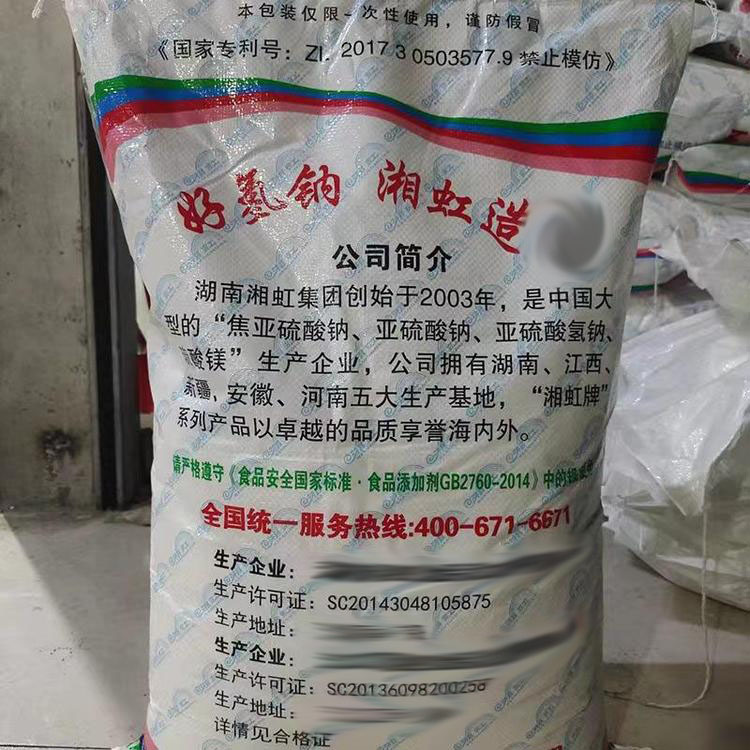 本包装仅限一次性使用，谨防假冒
《国家专利号：ZL 2017 3 0503577.9 禁止模仿》
好氢钠 湘虹造
公司简介
湖南湘虹集团创始于2003年，是中国大
型的“焦亚硫酸钠、亚硫酸钠、亚硫酸氢钠、
酸镁”生产企业，公司拥有湖南、江西、
新疆，安徽、河南五大生产基地，“湘虹牌”
系列产品以卓越的品质享誉海内外。
请严格遵守《食品安全国家标准·食品添加剂GB2760-2014》中的
全国统一服务热线:400-671-6671
生产企业：
生产许可证：SC20143048105875
生产地址：
生产企业：
生产许可证：SC20136098200258
生产地址：
详情见合格证